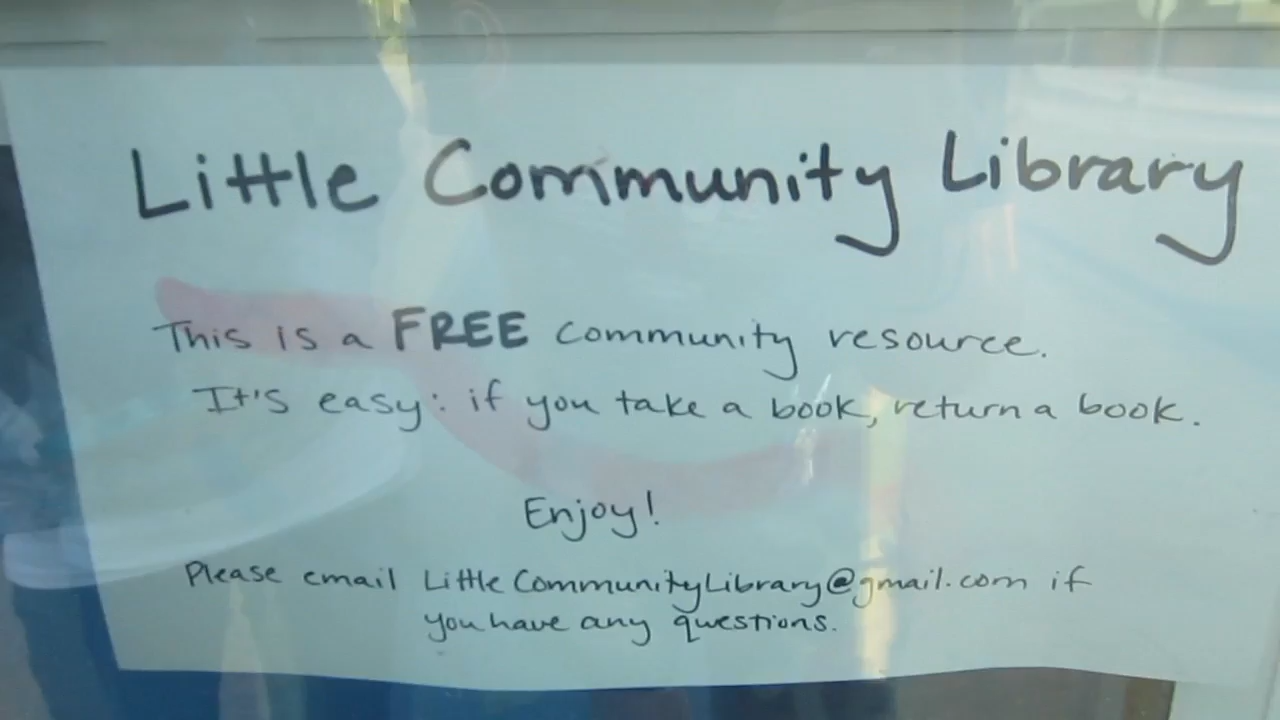 Little Community Library
This is a FREE community resource.
It's easy: if you take a book, return a book.
Enjoy!
Please email LittleCommunityLibrary@gmail.com if
you have any questions.